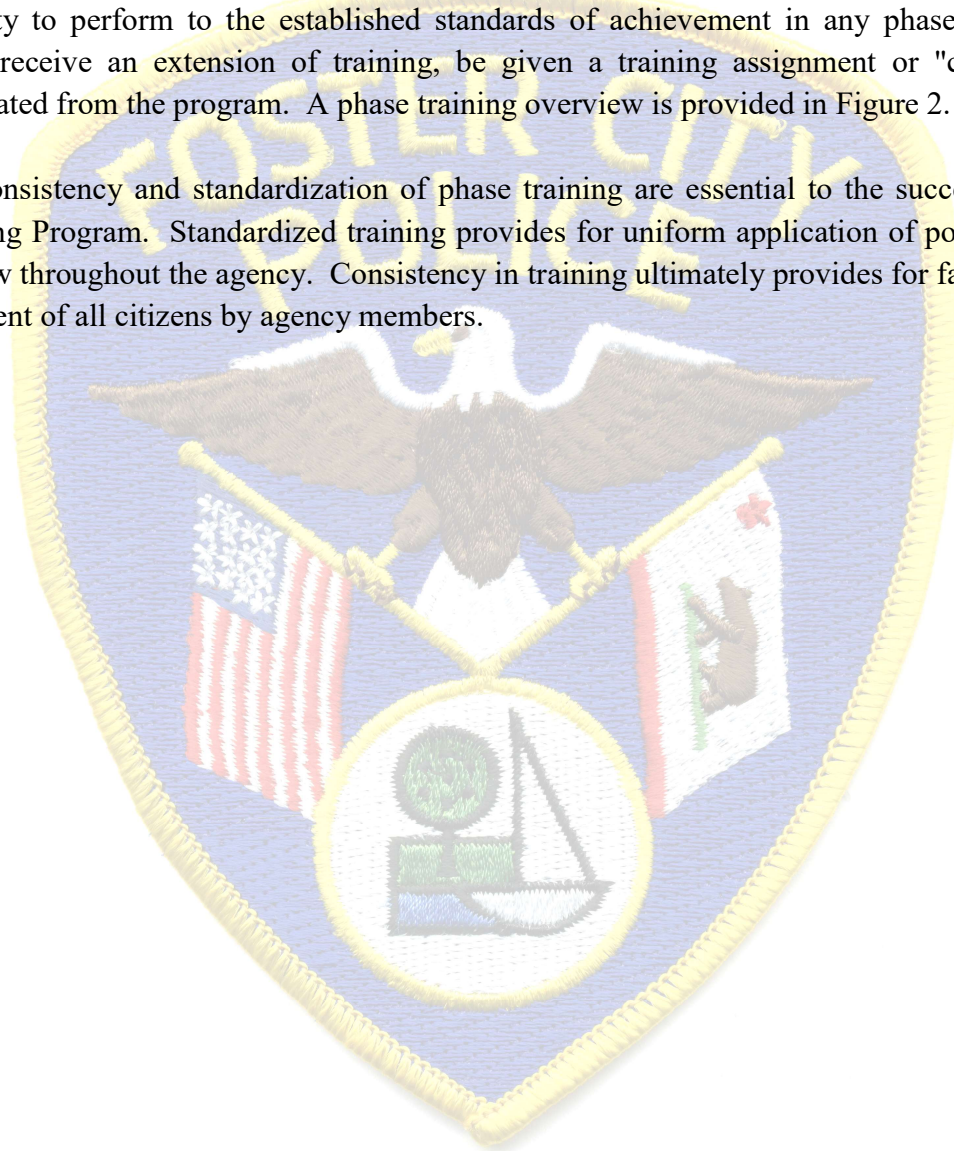 ty to perform to the established standards of achievement in any phase
receive an extension of training, be given a training assignment or "c
ated from the program. A phase training overview is provided in Figure 2.
onsistency and standardization of phase training are essential to the succe
ng Program. Standardized training provides for uniform application of po
w throughout the agency. Consistency in training ultimately provides for fa
ent of all citizens by agency members.
FOSTER CITY
POLICE